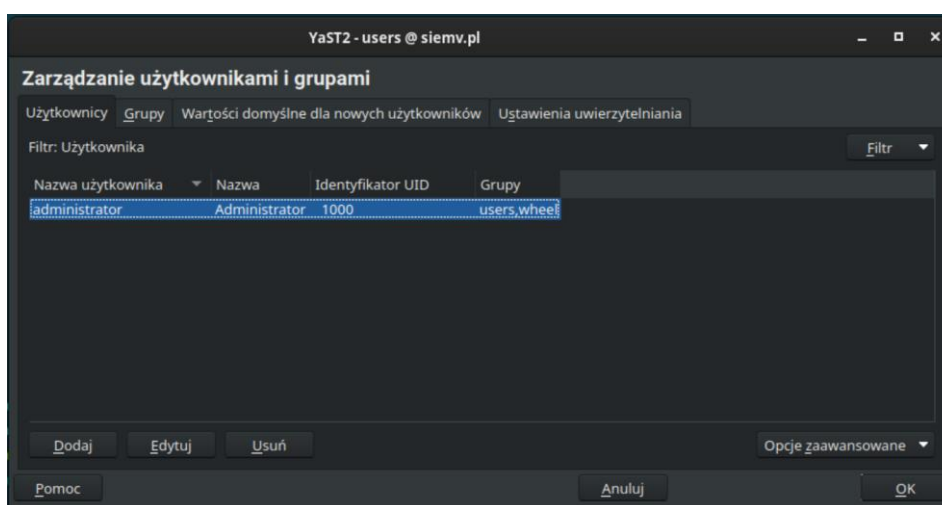 YaST2 - users @ siemv.pl
Zarządzanie użytkownikami i grupami
Użytkownicy Grupy Wartości domyślne dla nowych użytkowników Ustawienia uwierzytelniania
Filtr: Użytkownika Filtr
Nazwa użytkownika Nazwa Identyfikator UID Grupy
administrator Administrator 1000 users,wheel
Dodaj Edytuj Usuń Opcje zaawansowane
Pomoc Anuluj OK